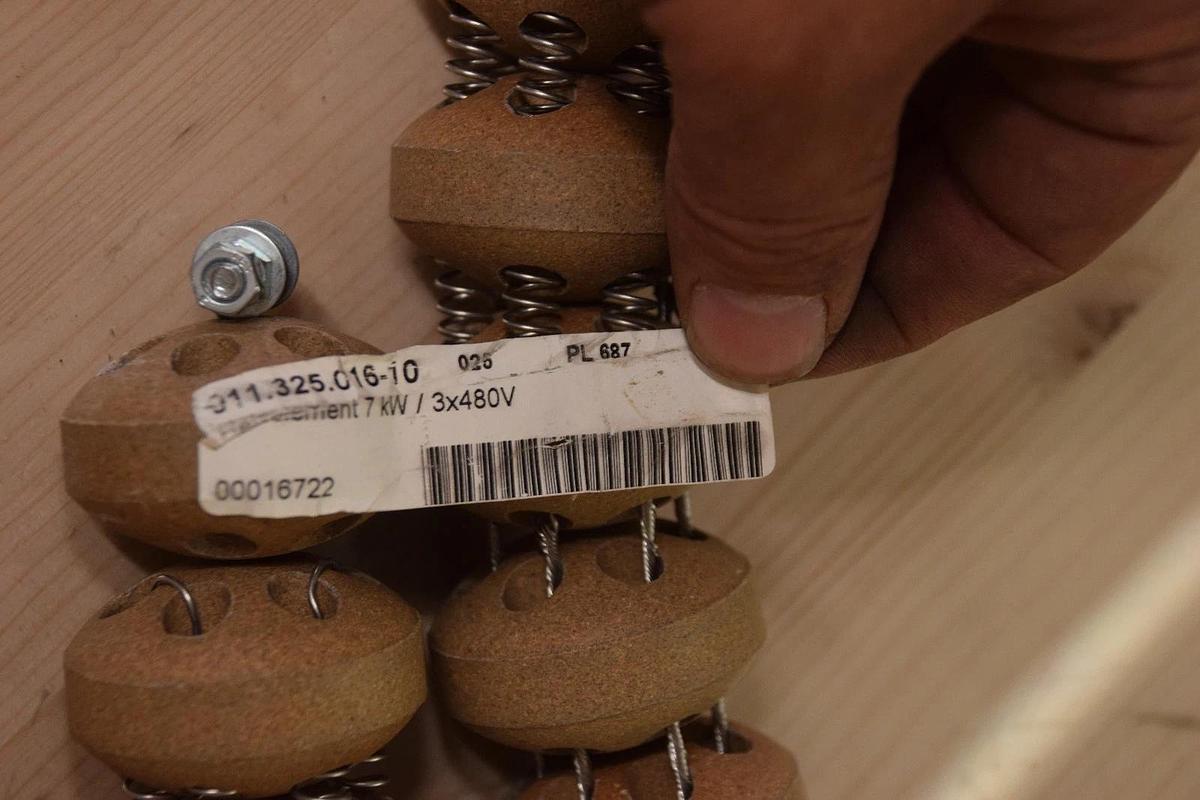 011.325.016-10 025 PL 687
7 kW / 3x480V
00016722